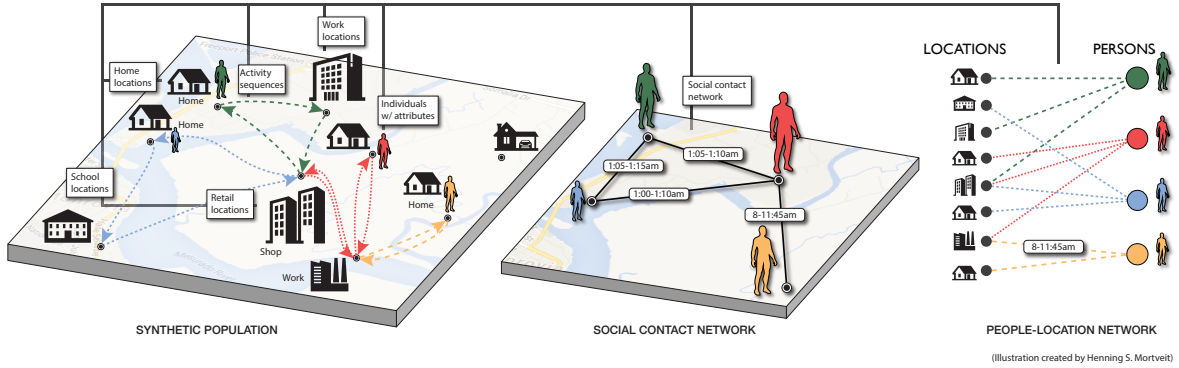 Work
locations
Home
locations
Activity
sequences
Individuals
w/ attributes
Home
Home
School
locations
Retail
locations
Home
Shop
Work
SYNTHETIC POPULATION
Social contact
network
1:05-1:15am
1:05-1:10am
1:00-1:10am
8-11:45am
SOCIAL CONTACT NETWORK
LOCATIONS
PERSONS
8-11:45am
PEOPLE-LOCATION NETWORK
(Illustration created by Henning S. Mortveit)